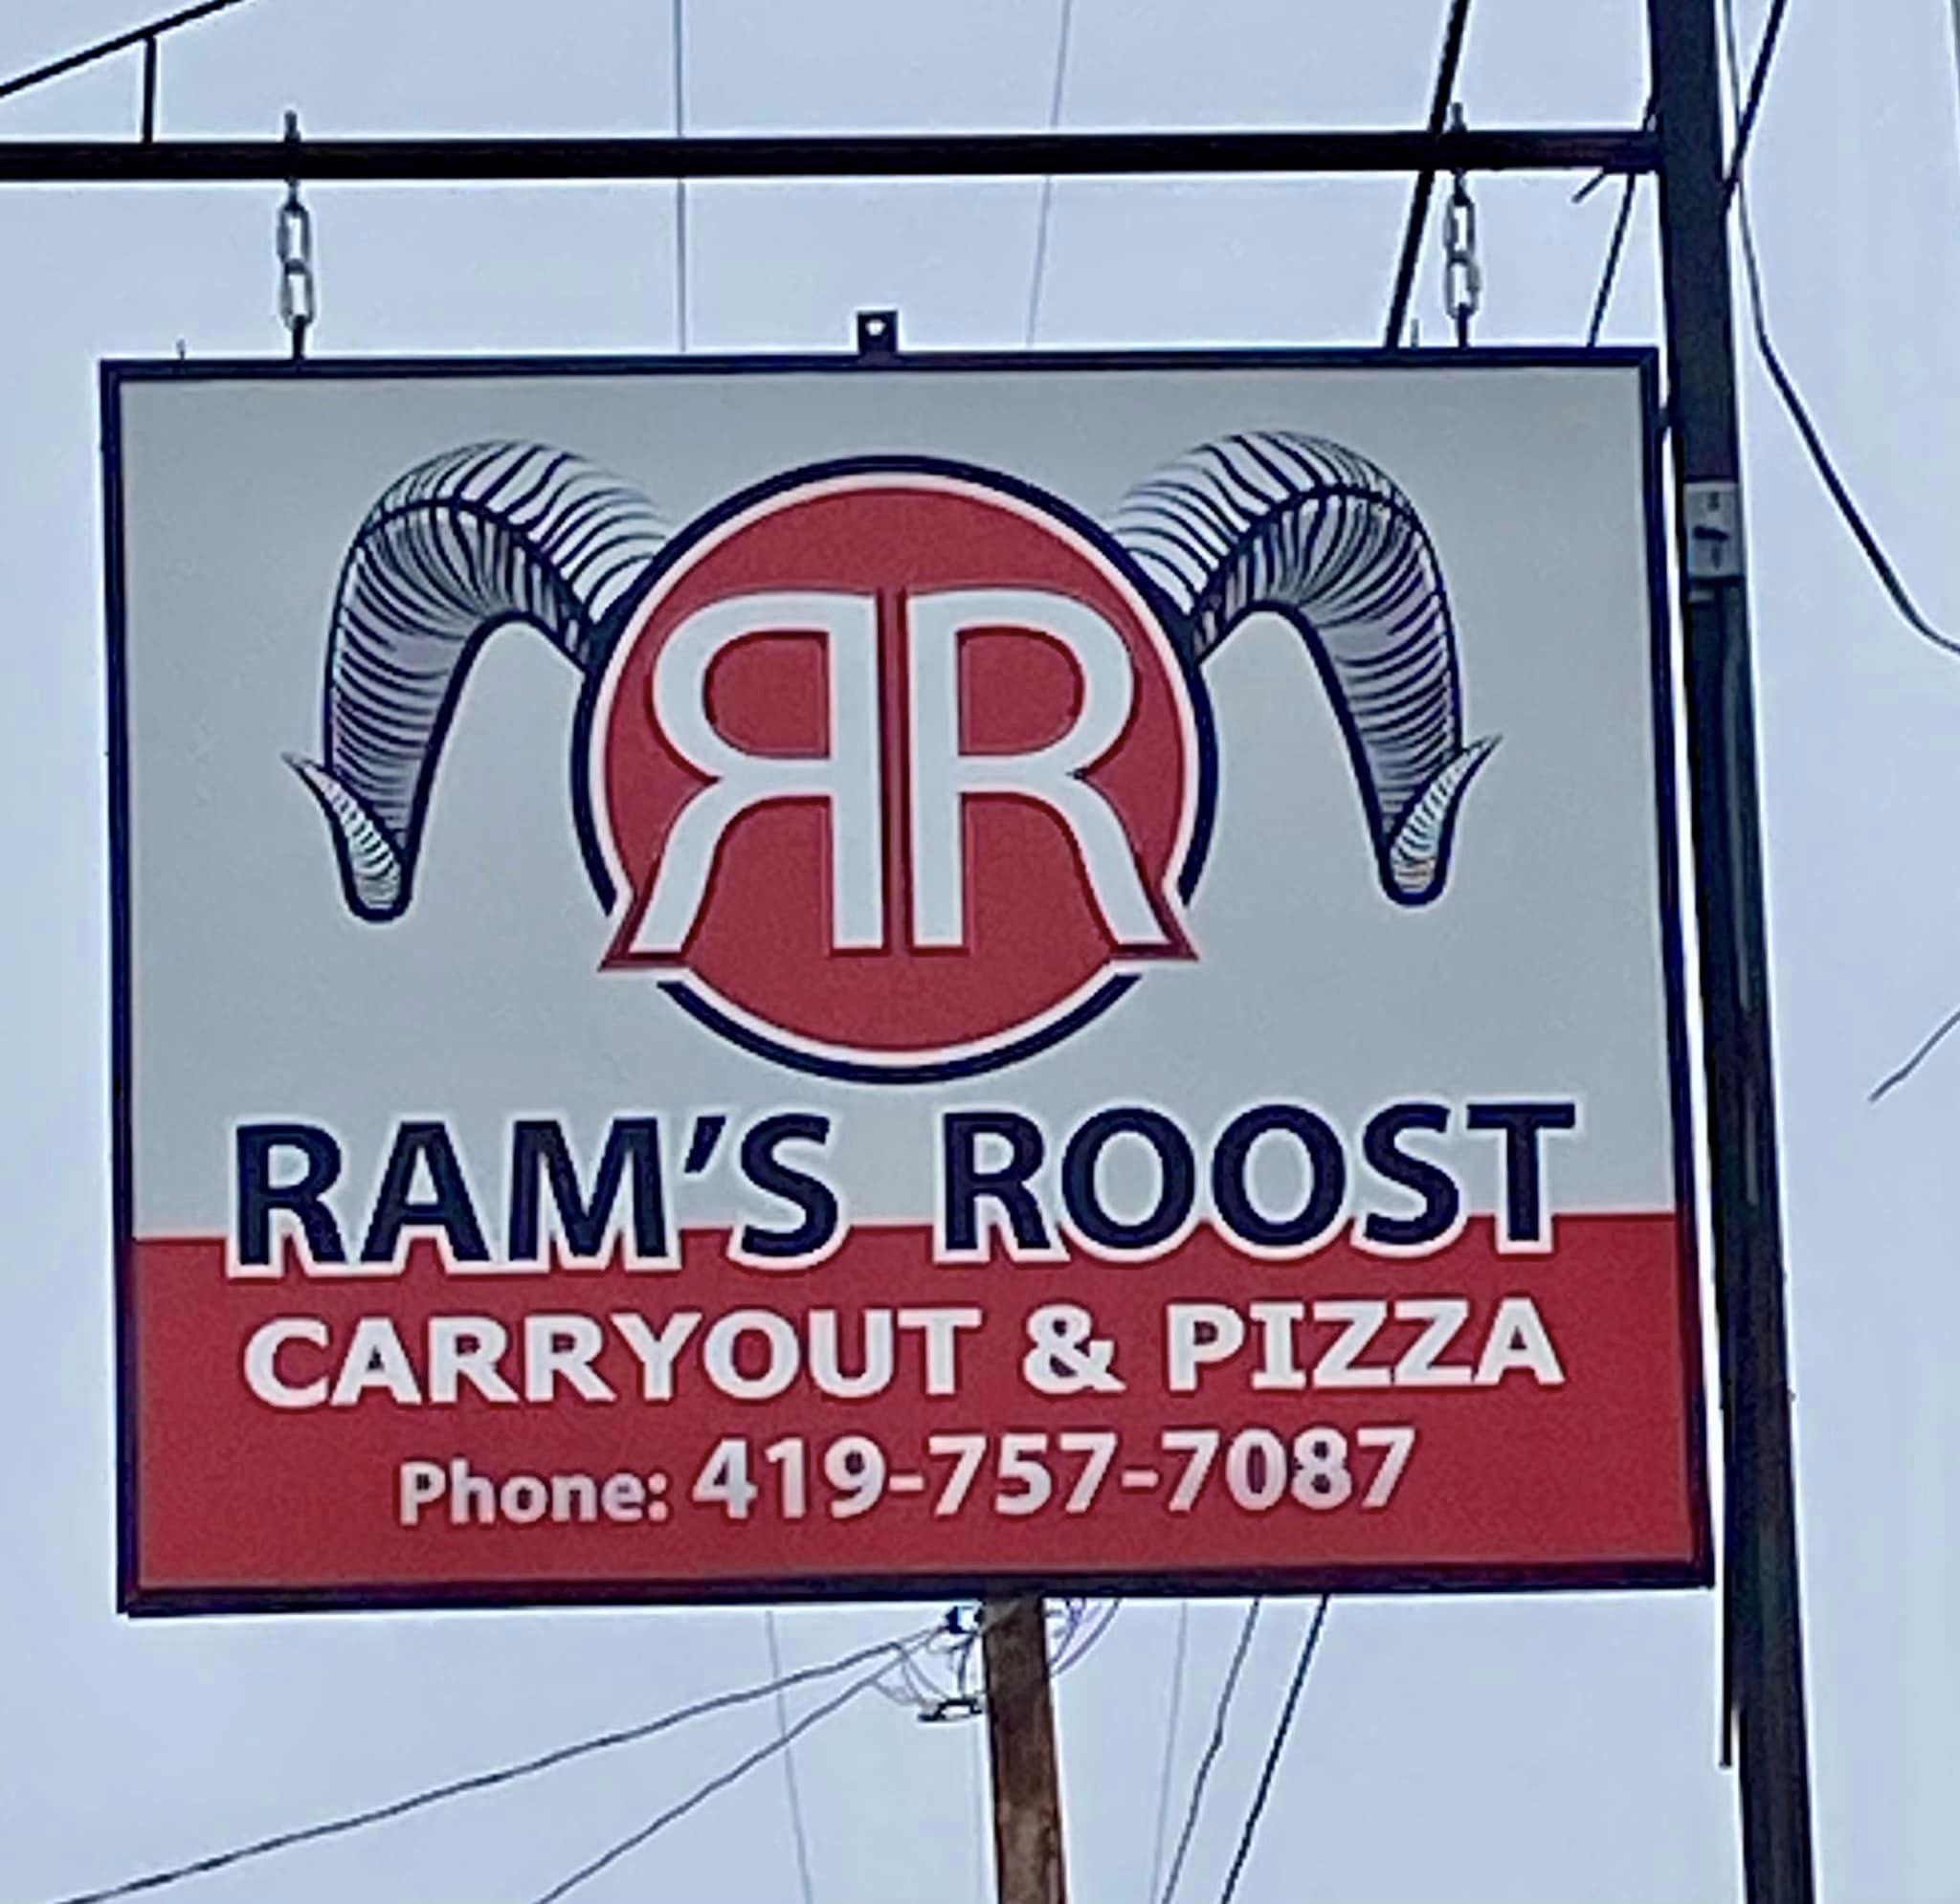 RR
RAM'S ROOST
CARRYOUT & PIZZA
Phone: 419-757-7087